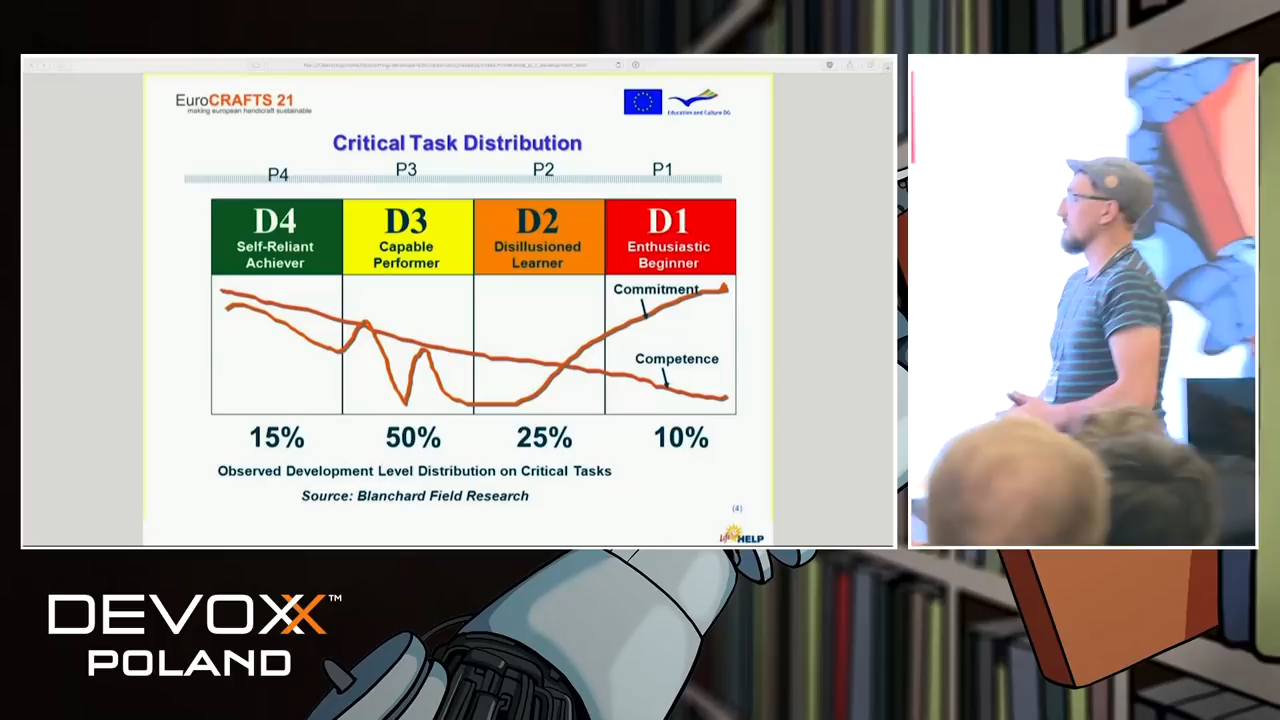 EuroCRAFTS 21
making european handicraft sustainable
Education and Culture DG
Critical Task Distribution
P4 P3 P2 P1
D4 D3 D2 D1
Self-Reliant Achiever
Capable Performer
Disillusioned Learner
Enthusiastic Beginner
Commitment
Competence
15% 50% 25% 10%
Observed Development Level Distribution on Critical Tasks
Source: Blanchard Field Research
(4)
HELP
DEVOXX™
POLAND